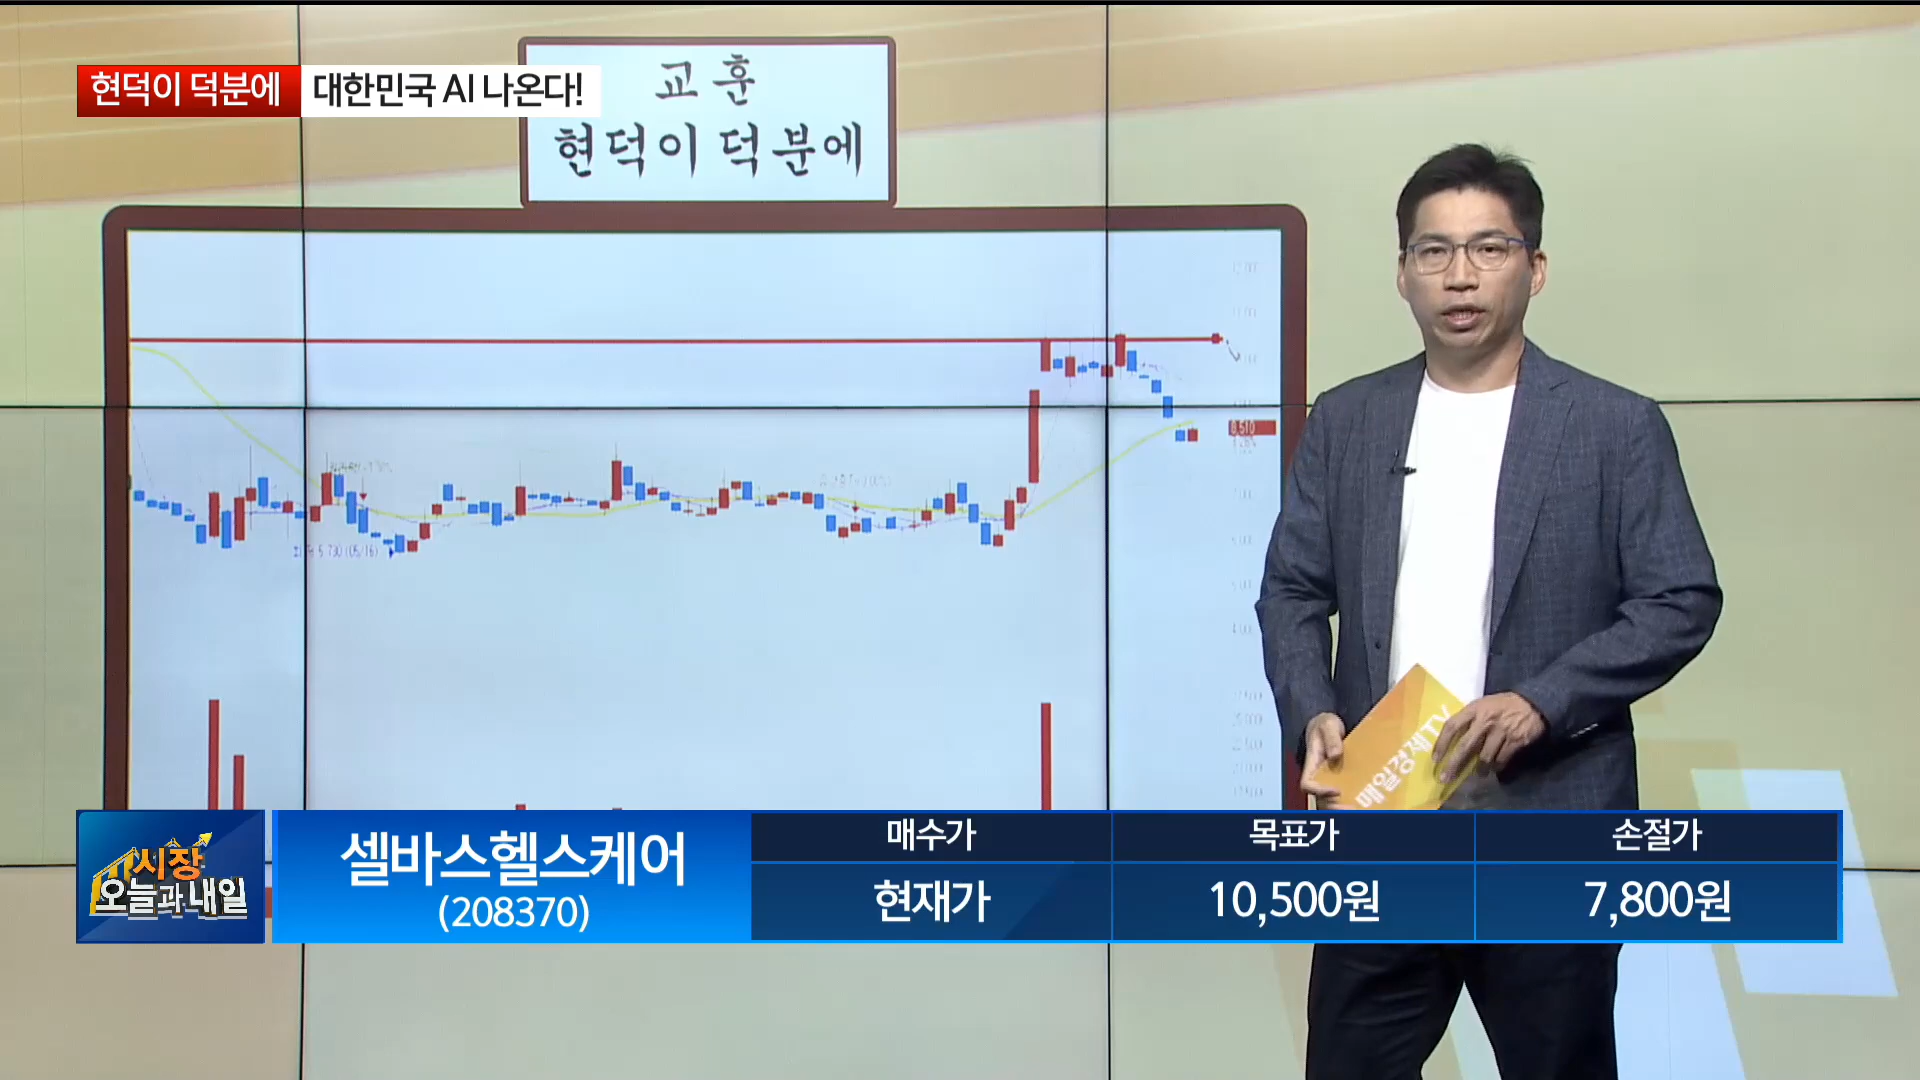 현덕이 덕분에
대한민국 AI 나온다!
교훈
현덕이 덕분에
8,510
매일경제TV
시장
오늘과 내일
셀바스헬스케어
(208370)
매수가
목표가
손절가
현재가
10,500원
7,800원